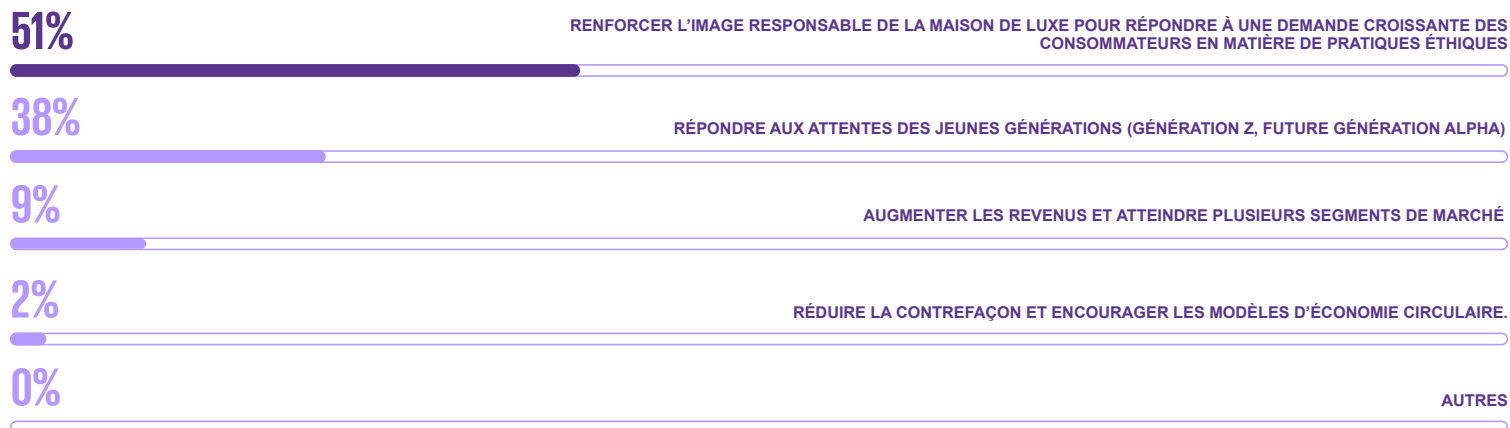 51%
RENFORCER L'IMAGE RESPONSABLE DE LA MAISON DE LUXE POUR RÉPONDRE À UNE DEMANDE CROISSANTE DES
CONSOMMATEURS EN MATIÈRE DE PRATIQUES ÉTHIQUES
38%
RÉPONDRE AUX ATTENTES DES JEUNES GÉNÉRATIONS (GÉNÉRATION Z, FUTURE GÉNÉRATION ALPHA)
9%
AUGMENTER LES REVENUS ET ATTEINDRE PLUSIEURS SEGMENTS DE MARCHÉ
2%
RÉDUIRE LA CONTREFAÇON ET ENCOURAGER LES MODÈLES D'ÉCONOMIE CIRCULAIRE.
0%
AUTRES